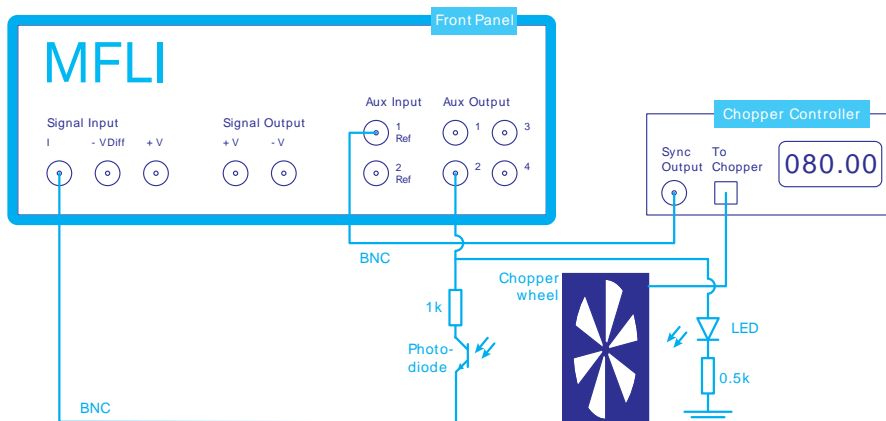 Front Panel
MFLI
Signal Input
I
- V Diff
+ V
Signal Output
+ V
- V
Aux Input
1
Ref
2
Ref
Aux Output
1
3
2
4
Chopper Controller
Sync
Output
To
Chopper
080.00
BNC
Chopper
wheel
1k
Photo-
diode
LED
0.5k
BNC